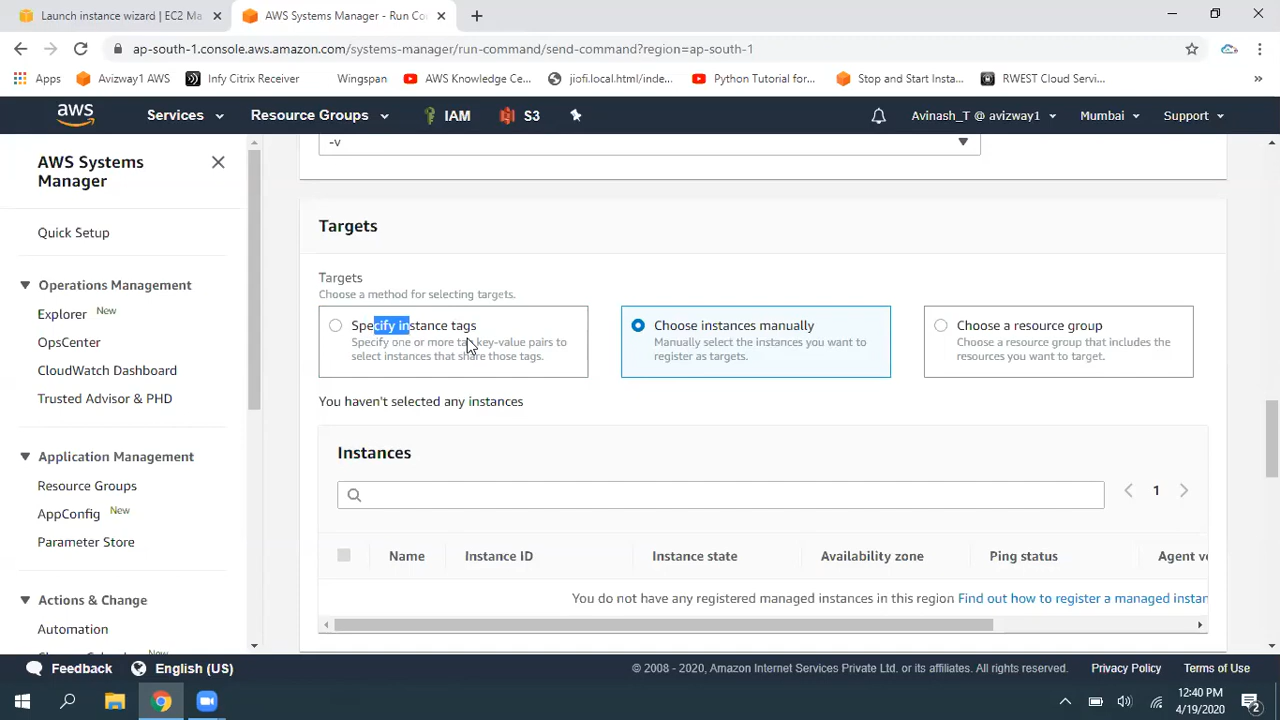 Launch instance wizard | EC2 Ma
AWS Systems Manager - Run Co
ap-south-1.console.aws.amazon.com/systems-manager/run-command/send-command?region=ap-south-1
Apps
Avizway1 AWS
Infy Citrix Receiver
Wingspan
AWS Knowledge Ce...
jiofi.local.html/inde...
Python Tutorial for...
Stop and Start Insta...
RWEST Cloud Servi...
»
aws
Services
Resource Groups
IAM
S3
Avinash_T @ avizway1
Mumbai
Support
AWS Systems
Manager
Quick Setup
Operations Management
Explorer New
OpsCenter
CloudWatch Dashboard
Trusted Advisor & PHD
Application Management
Resource Groups
AppConfig New
Parameter Store
Actions & Change
Automation
New
-v
Targets
Targets
Choose a method for selecting targets.
Specify instance tags
Specify one or more tag key-value pairs to
select instances that share those tags.
Choose instances manually
Manually select the instances you want to
register as targets.
Choose a resource group
Choose a resource group that includes the
resources you want to target.
You haven't selected any instances
Instances
1
Name
Instance ID
Instance state
Availability zone
Ping status
Agent ve
You do not have any registered managed instances in this region Find out how to register a managed instan
Feedback
English (US)
© 2008 - 2020, Amazon Internet Services Private Ltd. or its affiliates. All rights reserved.
Privacy Policy
Terms of Use
12:40 PM
4/19/2020
2